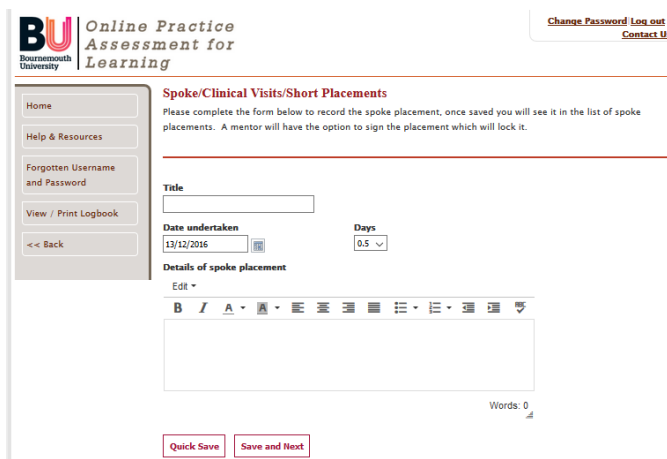 BU
Bournemouth
University
Online Practice
Assessment for
Learning
Change Password|Log out
Contact U
Home
Help & Resources
Forgotten Username
and Password
View / Print Logbook
<< Back
Spoke/Clinical Visits/Short Placements
Please complete the form below to record the spoke placement, once saved you will see it in the list of spoke
placements. A mentor will have the option to sign the placement which will lock it.
Title
Date undertaken Days
13/12/2016 0.5
Details of spoke placement
Edit
B I A A ABC
Words: 0
Quick Save Save and Next